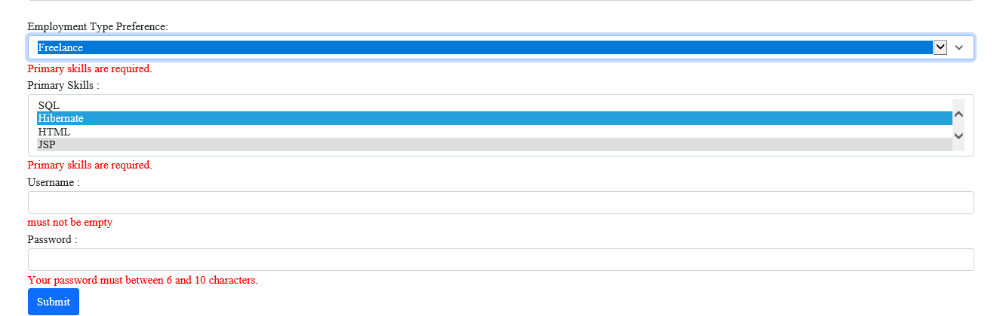 Employment Type Preference:
Freelance
Primary skills are required.
Primary Skills :
SQL
Hibernate
HTML
JSP
Primary skills are required.
Username :
must not be empty
Password :
Your password must between 6 and 10 characters.
Submit